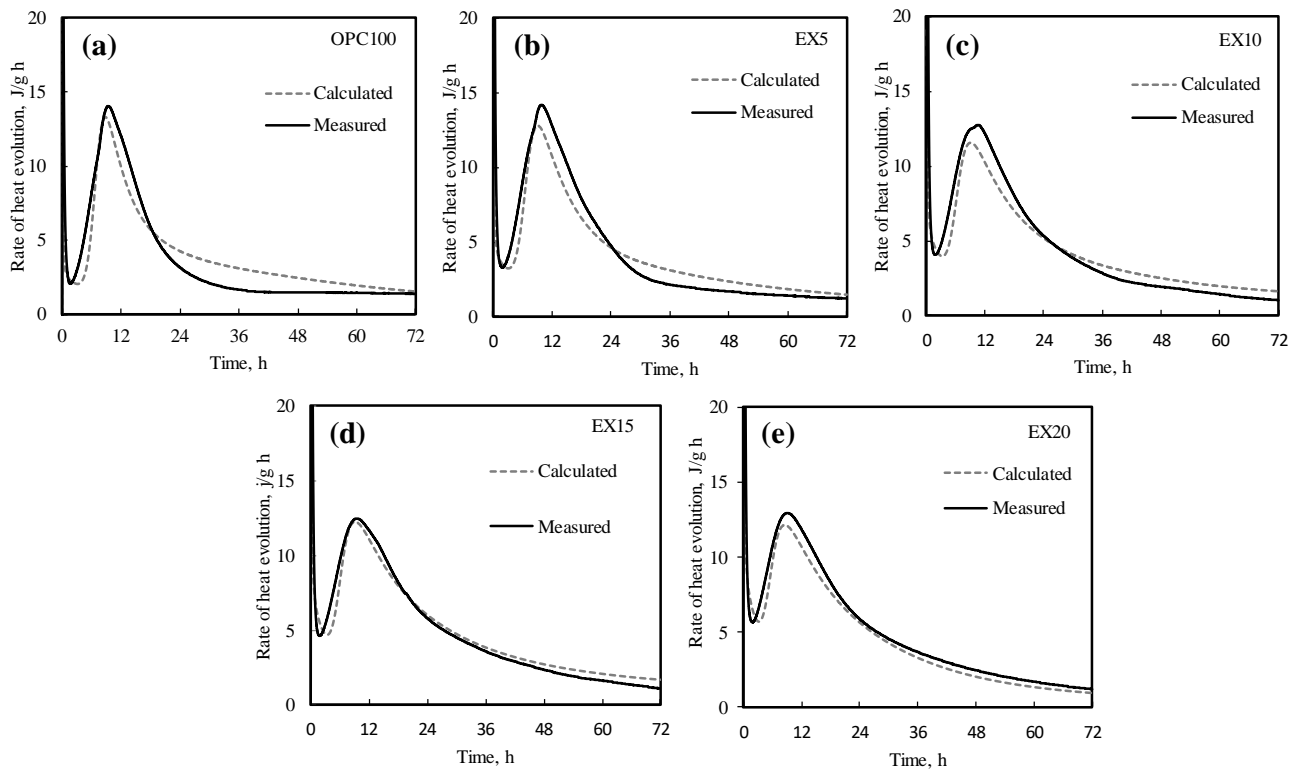 (a)
OPC100
Calculated
Measured
Rate of heat evolution, J/g h
20
15
10
5
0
0 12 24 36 48 60 72
Time, h
(b)
EX5
Calculated
Measured
Rate of heat evolution, J/g h
20
15
10
5
0
0 12 24 36 48 60 72
Time, h
(c)
EX10
Calculated
Measured
Rate of heat evolution, J/g h
20
15
10
5
0
0 12 24 36 48 60 72
Time, h
(d)
EX15
Calculated
Measured
Rate of heat evolution, j/g h
20
15
10
5
0
0 12 24 36 48 60 72
Time, h
(e)
EX20
Calculated
Measured
Rate of heat evolution, J/g h
20
15
10
5
0
0 12 24 36 48 60 72
Time, h